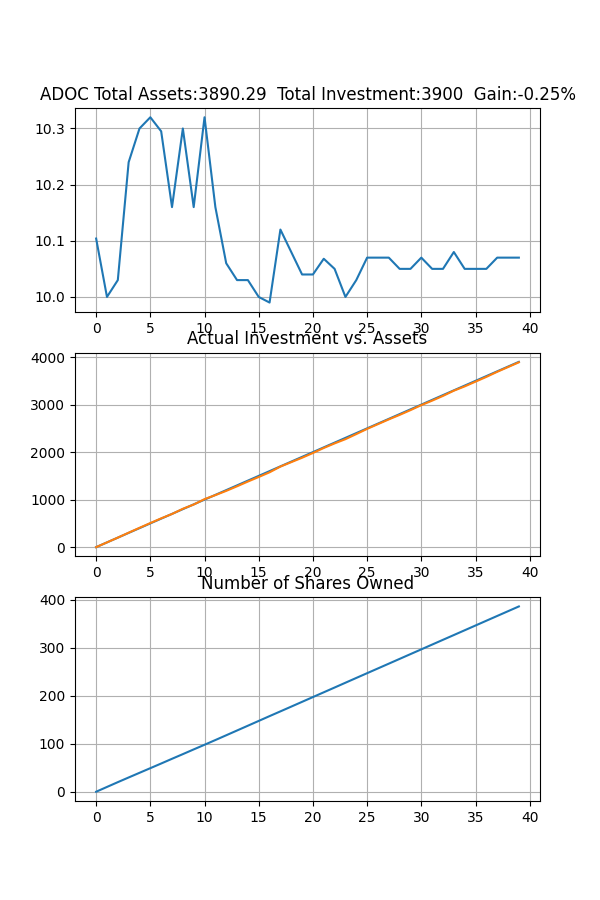 ADOC Total Assets:3890.29  Total Investment:3900  Gain:-0.25%
10.3
10.2
10.1
10.0
0 5 10 15 20 25 30 35 40
Actual Investment vs. Assets
4000
3000
2000
1000
0
0 5 10 15 20 25 30 35 40
Number of Shares Owned
400
300
200
100
0
0 5 10 15 20 25 30 35 40